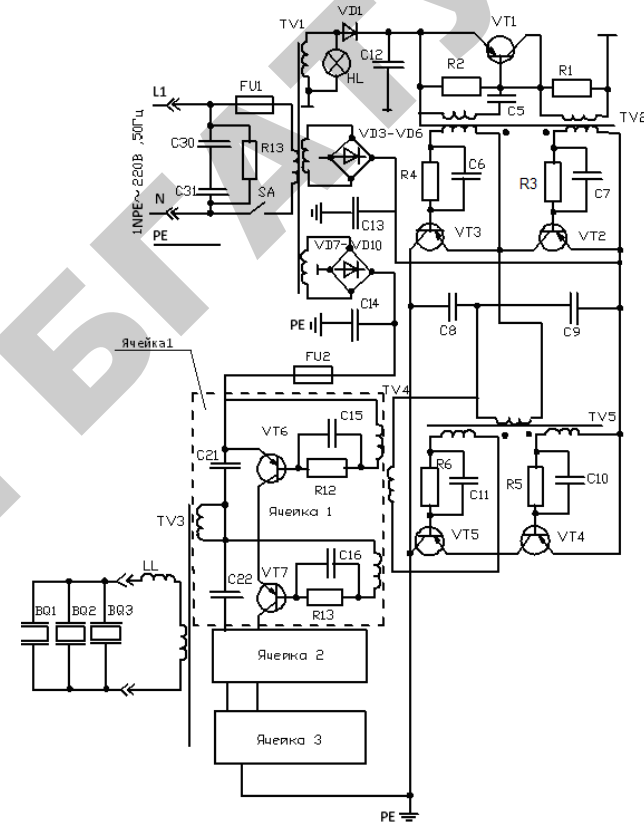 БГАТУ
TV1
VD1
VT1
C12
HL
R2
R1
C5
TV2
L1
FU1
C30
R13
C31
SA
N
PE
1NPE~ 220В ,50Гц
VD3-VD6
C13
VD7-VD10
C14
PE
R4
C6
R3
C7
VT3
VT2
C8
C9
FU2
Ячейка1
TV4
TV5
VT6
C15
C21
R12
Ячейка 1
TV3
C16
VT7
C22
R13
R6
C11
R5
C10
VT5
VT4
LL
BQ1
BQ2
BQ3
Ячейка 2
Ячейка 3
PE